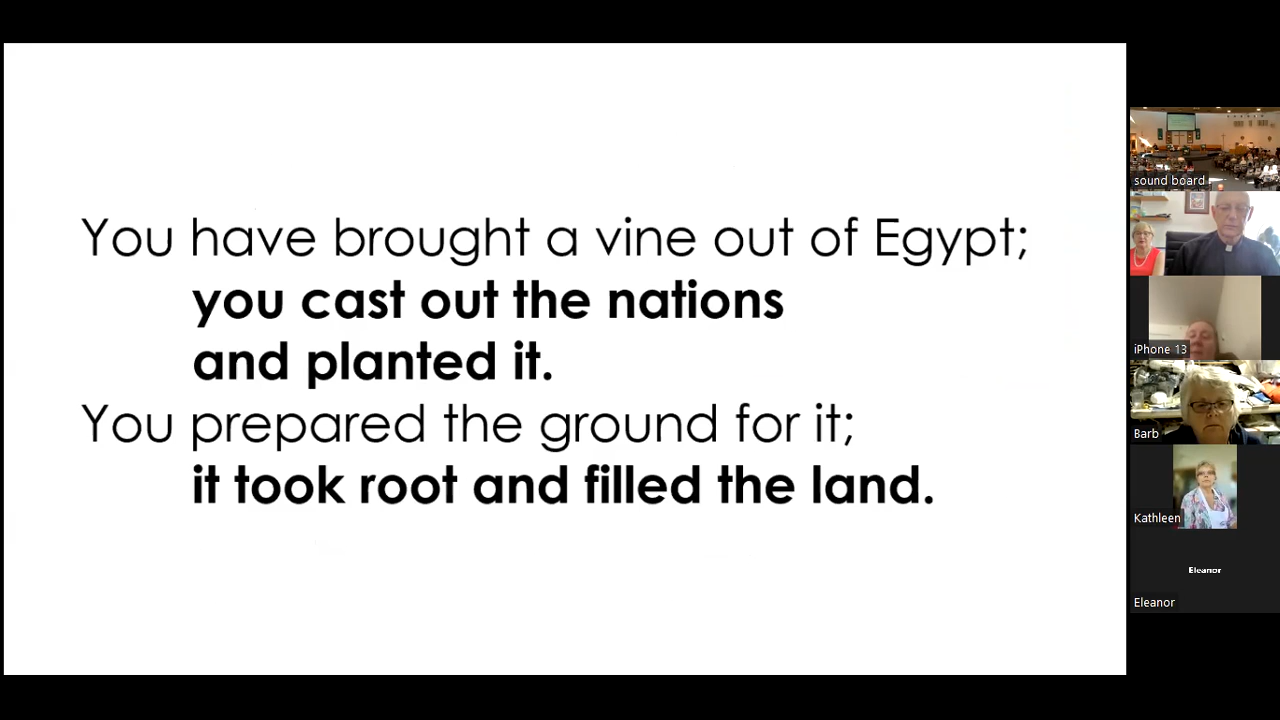 You have brought a vine out of Egypt;
you cast out the nations
and planted it.
You prepared the ground for it;
it took root and filled the land.
sound board
iPhone 13
Barb
Kathleen
Eleanor
Eleanor